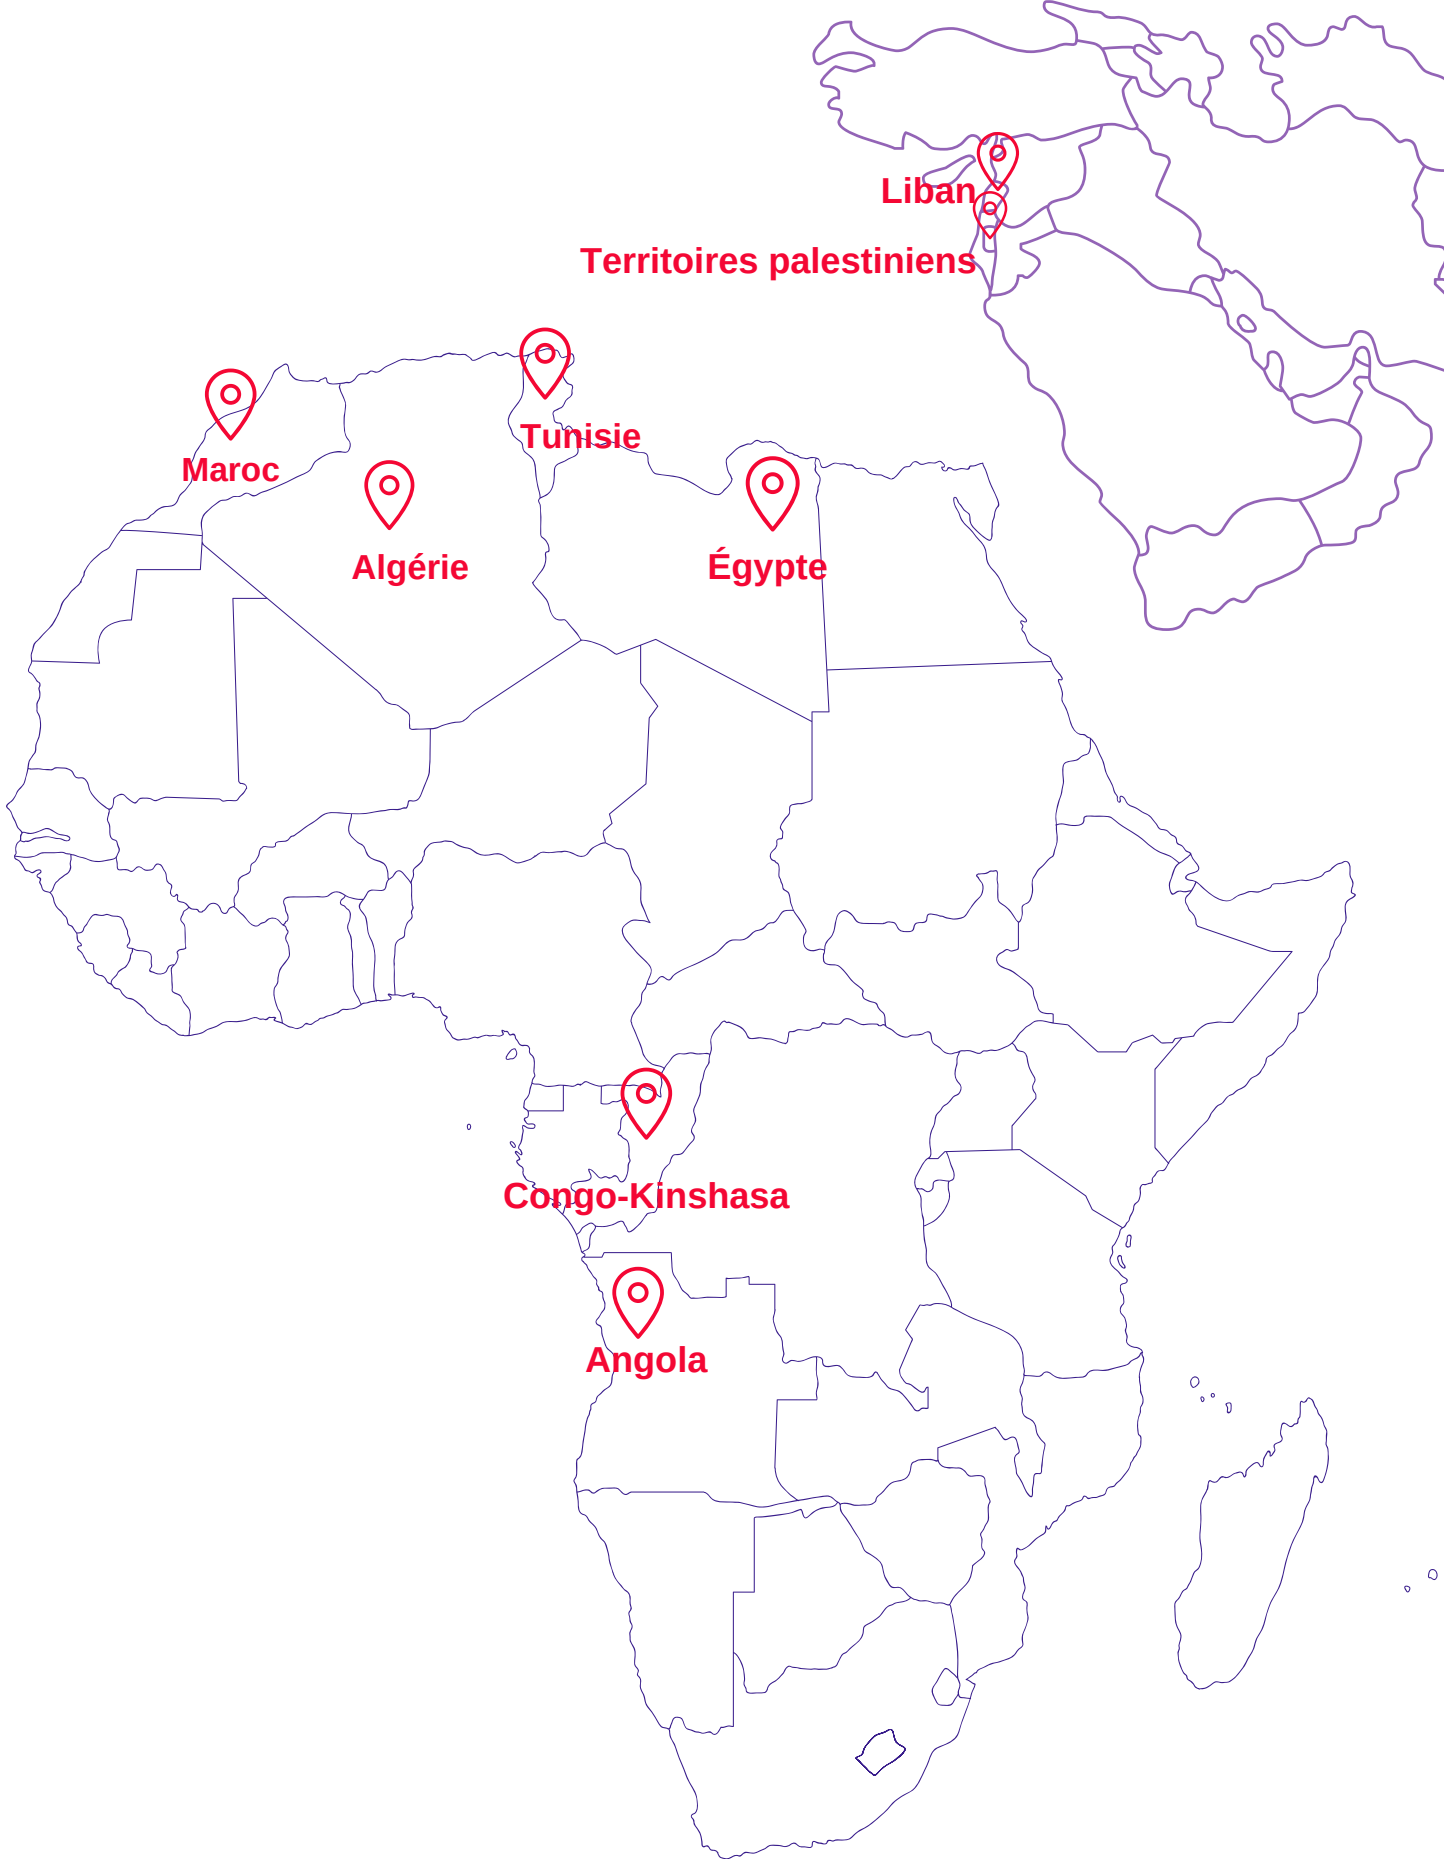 Liban
Territoires palestiniens
Tunisie
Maroc
Algérie
Égypte
Congo-Kinshasa
Angola